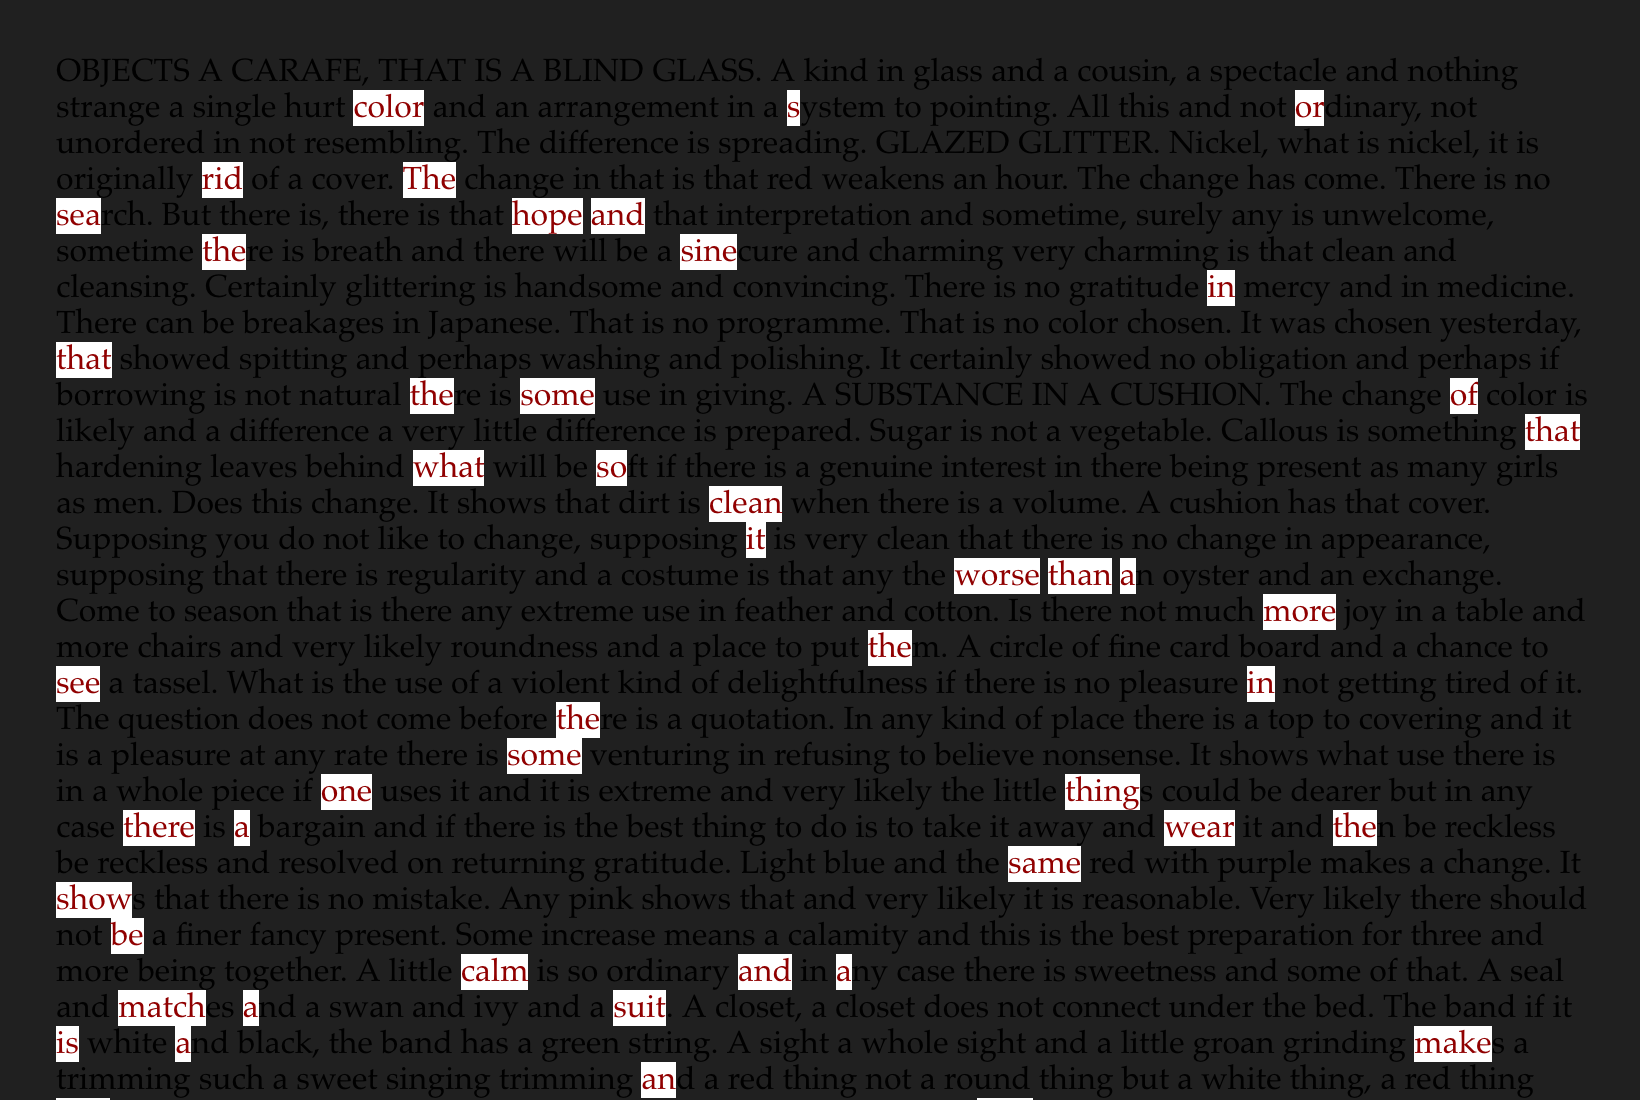 OBJECTS A CARAFE, THAT IS A BLIND GLASS. A kind in glass and a cousin, a spectacle and nothing
strange a single hurt color and an arrangement in a system to pointing. All this and not ordinary, not
unordered in not resembling. The difference is spreading. GLAZED GLITTER. Nickel, what is nickel, it is
originally rid of a cover. The change in that is that red weakens an hour. The change has come. There is no
search. But there is, there is that hope and that interpretation and sometime, surely any is unwelcome,
sometime there is breath and there will be a sinecure and charming very charming is that clean and
cleansing. Certainly glittering is handsome and convincing. There is no gratitude in mercy and in medicine.
There can be breakages in Japanese. That is no programme. That is no color chosen. It was chosen yesterday,
that showed spitting and perhaps washing and polishing. It certainly showed no obligation and perhaps if
borrowing is not natural there is some use in giving. A SUBSTANCE IN A CUSHION. The change of color is
likely and a difference a very little difference is prepared. Sugar is not a vegetable. Callous is something that
hardening leaves behind what will be soft if there is a genuine interest in there being present as many girls
as men. Does this change. It shows that dirt is clean when there is a volume. A cushion has that cover.
Supposing you do not like to change, supposing it is very clean that there is no change in appearance,
supposing that there is regularity and a costume is that any the worse than an oyster and an exchange.
Come to season that is there any extreme use in feather and cotton. Is there not much more joy in a table and
more chairs and very likely roundness and a place to put them. A circle of fine card board and a chance to
see a tassel. What is the use of a violent kind of delightfulness if there is no pleasure in not getting tired of it.
The question does not come before there is a quotation. In any kind of place there is a top to covering and it
is a pleasure at any rate there is some venturing in refusing to believe nonsense. It shows what use there is
in a whole piece if one uses it and it is extreme and very likely the little things could be dearer but in any
case there is a bargain and if there is the best thing to do is to take it away and wear it and then be reckless
be reckless and resolved on returning gratitude. Light blue and the same red with purple makes a change. It
shows that there is no mistake. Any pink shows that and very likely it is reasonable. Very likely there should
not be a finer fancy present. Some increase means a calamity and this is the best preparation for three and
more being together. A little calm is so ordinary and in any case there is sweetness and some of that. A seal
and matches and a swan and ivy and a suit. A closet, a closet does not connect under the bed. The band if it
is white and black, the band has a green string. A sight a whole sight and a little groan grinding makes a
trimming such a sweet singing trimming and a red thing not a round thing but a white thing, a red thing